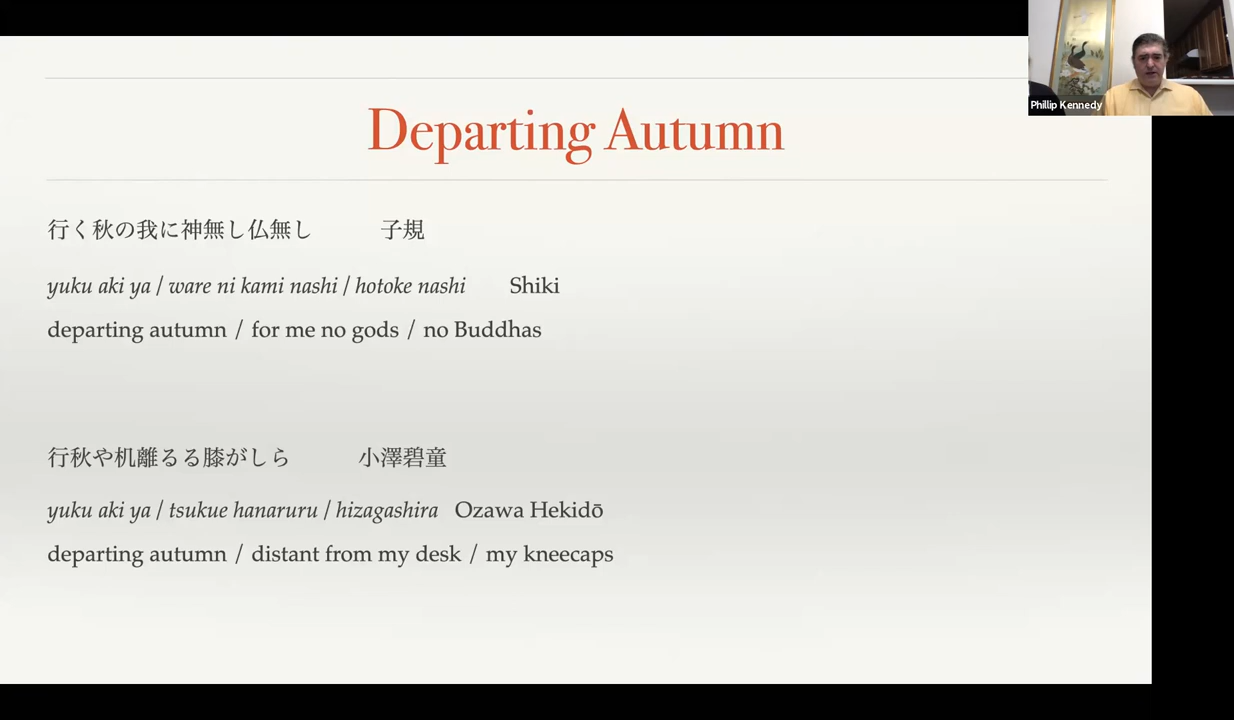 Departing Autumn
行く秋の我に神無し仏無し 子規
yuku aki ya / ware ni kami nashi / hotoke nashi Shiki
departing autumn / for me no gods / no Buddhas
行秋や机離るる膝がしら 小澤碧童
yuku aki ya / tsukue hanaruru / hizagashira Ozawa Hekidō
departing autumn / distant from my desk / my kneecaps
Phillip Kennedy